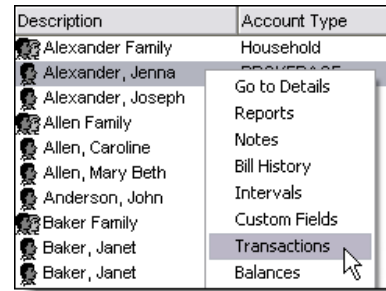 Description Account Type
Alexander Family Household
Alexander, Jenna
Alexander, Joseph
Allen Family
Allen, Caroline
Allen, Mary Beth
Anderson, John
Baker Family
Baker, Janet
Baker, Janet
Go to Details
Reports
Notes
Bill History
Intervals
Custom Fields
Transactions
Balances